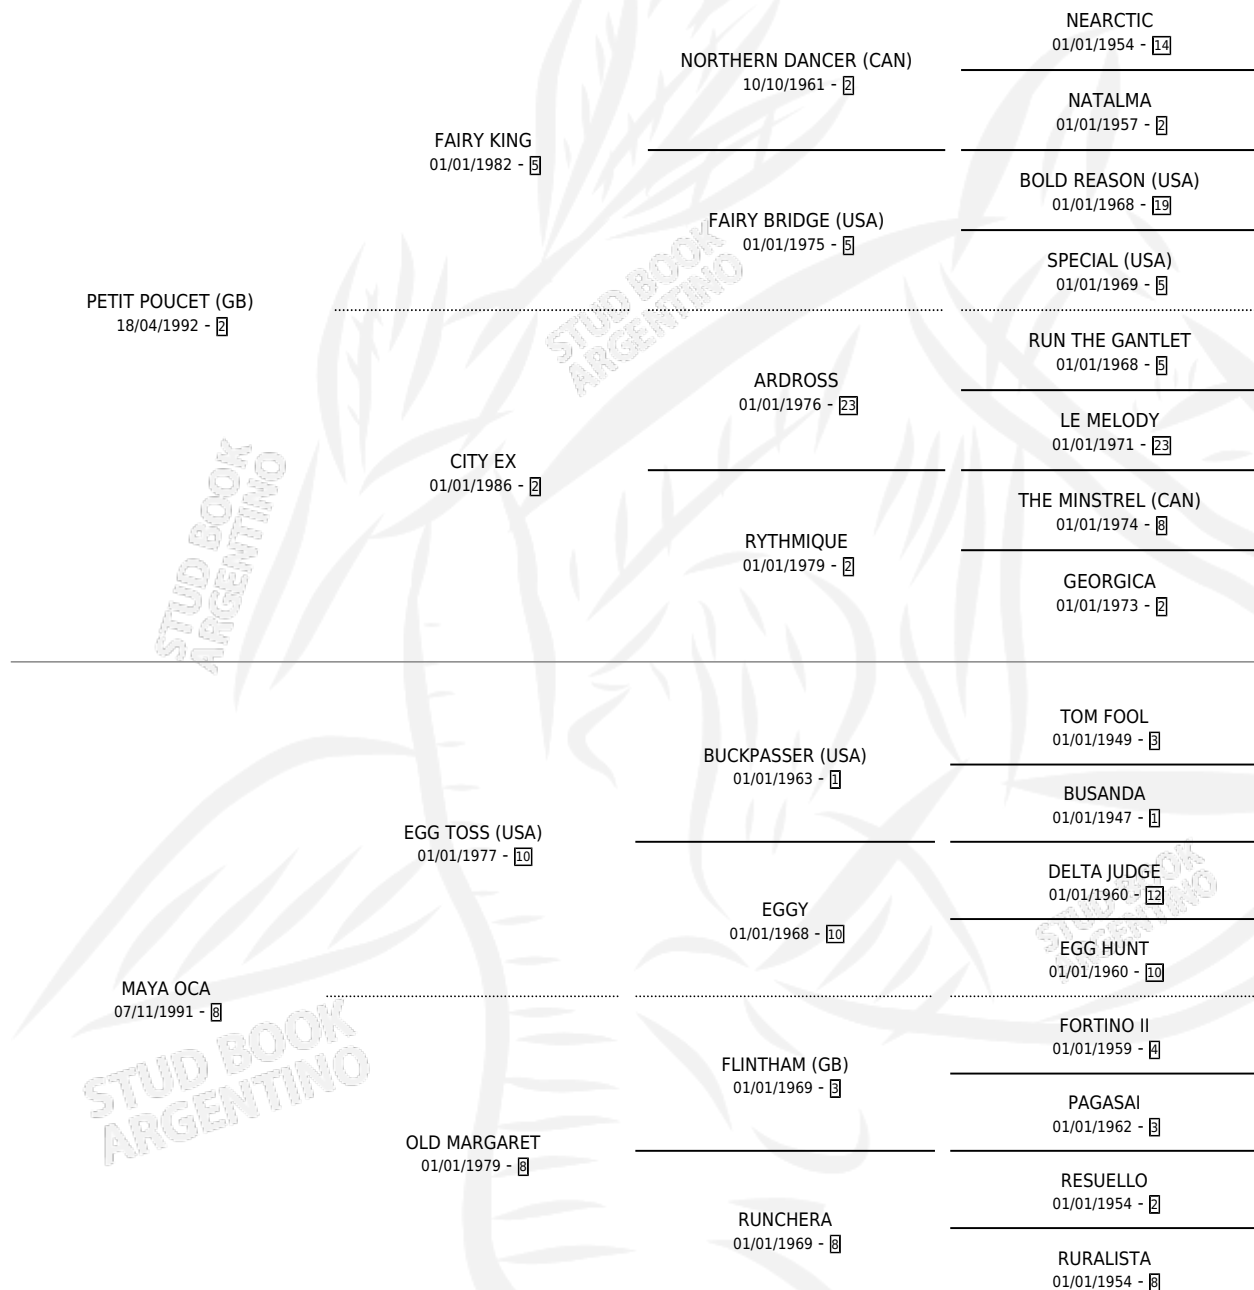 NEARCTIC
01/01/1954 - 14
NORTHERN DANCER (CAN)
10/10/1961 - 2
NATALMA
01/01/1957 - 2
FAIRY KING
01/01/1982 - 5
BOLD REASON (USA)
01/01/1968 - 19
FAIRY BRIDGE (USA)
01/01/1975 - 5
SPECIAL (USA)
01/01/1969 - 5
PETIT POUCET (GB)
18/04/1992 - 2
RUN THE GANTLET
01/01/1968 - 5
ARDROSS
01/01/1976 - 23
LE MELODY
01/01/1971 - 23
CITY EX
01/01/1986 - 2
THE MINSTREL (CAN)
01/01/1974 - 8
RYTHMIQUE
01/01/1979 - 2
GEORGICA
01/01/1973 - 2
TOM FOOL
01/01/1949 - 3
BUCKPASSER (USA)
01/01/1963 - 1
BUSANDA
01/01/1947 - 1
EGG TOSS (USA)
01/01/1977 - 10
DELTA JUDGE
01/01/1960 - 12
EGGY
01/01/1968 - 10
EGG HUNT
01/01/1960 - 10
MAYA OCA
07/11/1991 - 8
FORTINO II
01/01/1959 - 4
FLINTHAM (GB)
01/01/1969 - 3
PAGASAI
01/01/1962 - 3
OLD MARGARET
01/01/1979 - 8
RESUELLO
01/01/1954 - 2
RUNCHERA
01/01/1969 - 8
RURALISTA
01/01/1954 - 8
STUD BOOK
ARGENTINO
STUD BOOK
ARGENTINO
STUD BOOK
ARGENTINO
STUD BOOK
ARGENTINO